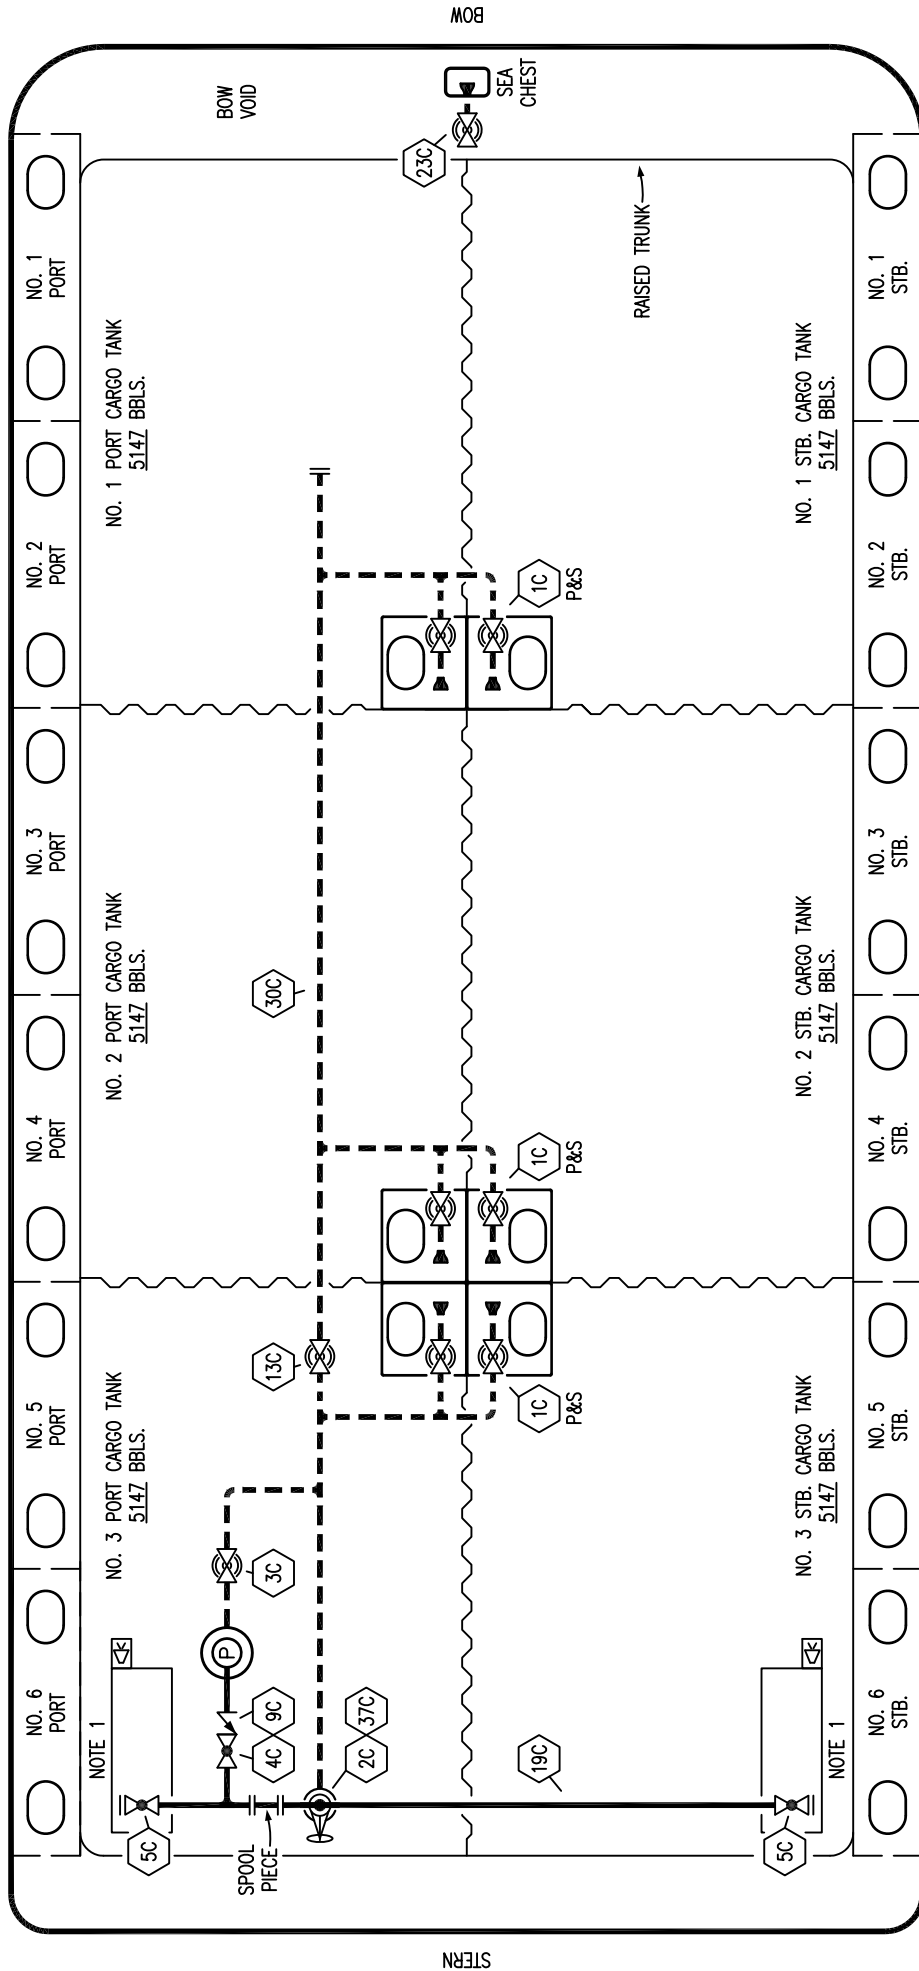 BOW
BOW
VOID
SEA
CHEST
23C
RAISED TRUNK
NO. 1
PORT
NO. 2
PORT
NO. 3
PORT
NO. 4
PORT
NO. 5
PORT
NO. 6
PORT
NO. 1 PORT CARGO TANK
5147 BBLS.
NO. 2 PORT CARGO TANK
5147 BBLS.
NO. 3 PORT CARGO TANK
5147 BBLS.
NO. 1 STB. CARGO TANK
5147 BBLS.
NO. 2 STB. CARGO TANK
5147 BBLS.
NO. 3 STB. CARGO TANK
5147 BBLS.
NO. 1
STB.
NO. 2
STB.
NO. 3
STB.
NO. 4
STB.
NO. 5
STB.
NO. 6
STB.
1C
P&S
30C
1C
P&S
13C
1C
P&S
3C
P
9C
4C
37C
2C
19C
NOTE 1
NOTE 1
5C
5C
SPOOL
PIECE
STERN